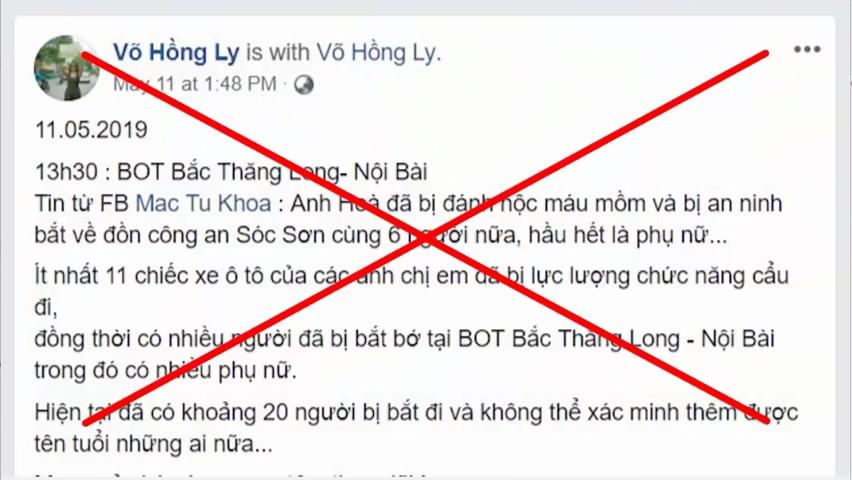 Võ Hồng Ly is with Võ Hồng Ly.
May 11 at 1:48 PM ·
11.05.2019
13h30 : BOT Bắc Thăng Long- Nội Bài
Tin từ FB Mac Tu Khoa : Anh Hoà đã bị đánh hộc máu mồm và bị an ninh
bắt về đồn công an Sóc Sơn cùng 6 người nữa, hầu hết là phụ nữ...
Ít nhất 11 chiếc xe ô tô của các anh chị em đã bị lực lượng chức năng cẩu
đi,
đồng thời có nhiều người đã bị bắt bớ tại BOT Bắc Thăng Long - Nội Bài
trong đó có nhiều phụ nữ.
Hiện tại đã có khoảng 20 người bị bắt đi và không thể xác minh thêm được
tên tuổi những ai nữa...